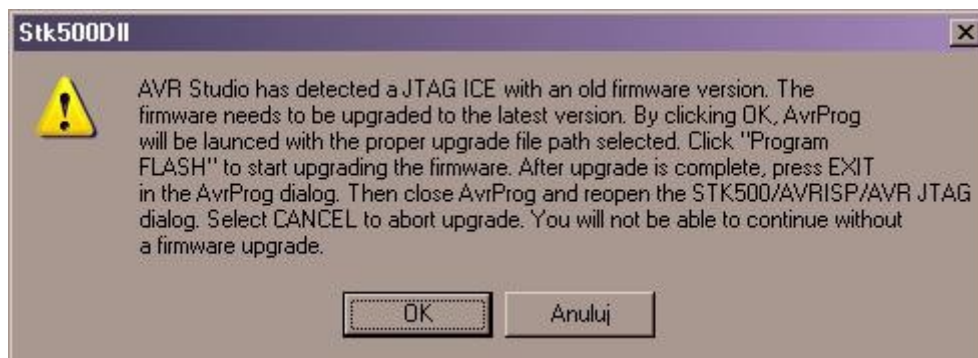 Stk500Dll
AVR Studio has detected a JTAG ICE with an old firmware version. The
firmware needs to be upgraded to the latest version. By clicking OK, AvrProg
will be launced with the proper upgrade file path selected. Click "Program
FLASH" to start upgrading the firmware. After upgrade is complete, press EXIT
in the AvrProg dialog. Then close AvrProg and reopen the STK500/AVRISP/AVR JTAG
dialog. Select CANCEL to abort upgrade. You will not be able to continue without
a firmware upgrade.
OK
Anuluj